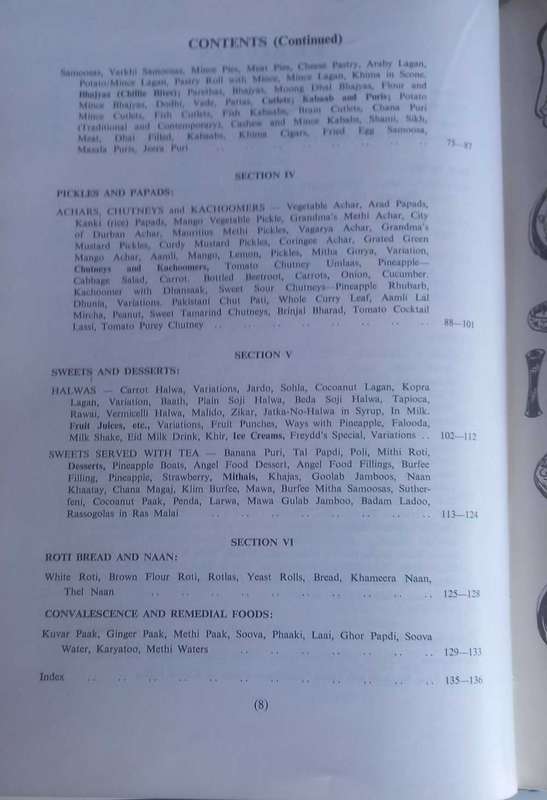 CONTENTS (Continued)
Samoosas, Varkhi Samoosas, Mince Pies, Meat Pies, Cheese Pastry, Araby Lagan,
Potato/Mince Lagan, Pastry Roll with Mince, Mince Lagan, Khima in Scone,
Bhajyas (Chillie Bites); Parathas, Bhajyas, Moong Dhal Bhajyas, Flour and
Mince Bhajyas, Dodhi, Vade, Patias, Cutlets; Kabaab and Puris; Potato
Mince Cutlets, Fish Cutlets, Fish Kabaabs, Brain Cutlets, Chana Puri
(Traditional and Contemporary), Cashew and Mince Kababs, Shami, Sikh,
Meat, Dhai Filled, Kababs, Khima Cigars, Fried Egg Samoosa,
Masala Puris, Jeera Puri .. .. .. .. .. .. .. .. 75—87
SECTION IV
PICKLES AND PAPADS:
ACHARS, CHUTNEYS and KACHOOMERS — Vegetable Achar, Arad Papads,
Kanki (rice) Papads, Mango Vegetable Pickle, Grandma's Methi Achar, City
of Durban Achar, Mauritius Methi Pickles, Vagarya Achar, Grandma's
Mustard Pickles, Curdy Mustard Pickles, Coringee Achar, Grated Green
Mango Achar, Aamli, Mango, Lemon, Pickles, Mitha Gorya, Variation,
Chutneys and Kachoomers, Tomato Chutney Umlaas, Pineapple—
Cabbage Salad, Carrot. Bottled Beetroot, Carrots, Onion, Cucumber.
Kachoomer with Dhansaak, Sweet Sour Chutneys—Pineapple Rhubarb,
Dhunia, Variations. Pakistani Chut Pati, Whole Curry Leaf, Aamli Lal
Mircha, Peanut, Sweet Tamarind Chutneys, Brinjal Bharad, Tomato Cocktail
Lassi, Tomato Purey Chutney .. .. .. .. .. .. .. .. 88—101
SECTION V
SWEETS AND DESSERTS:
HALWAS — Carrot Halwa, Variations, Jardo, Sohla, Cocoanut Lagan, Kopra
Lagan, Variation, Baath, Plain Soji Halwa, Beda Soji Halwa, Tapioca,
Rawai, Vermicelli Halwa, Malido, Zikar, Jatka-No-Halwa in Syrup, In Milk.
Fruit Juices, etc., Variations, Fruit Punches, Ways with Pineapple, Falooda,
Milk Shake, Eid Milk Drink, Khir, Ice Creams, Freydd's Special, Variations .. 102—112
SWEETS SERVED WITH TEA — Banana Puri, Tal Papdi, Poli, Mithi Roti,
Desserts, Pineapple Boats, Angel Food Dessert, Angel Food Fillings, Burfee
Filling, Pineapple, Strawberry, Mithais, Khajas, Goolab Jamboos, Naan
Khaatay, Chana Magaj, Klim Burfee, Mawa, Burfee Mitha Samoosas, Suther-
feni, Cocoanut Paak, Penda, Larwa, Mawa Gulab Jamboo, Badam Ladoo,
Rassogolas in Ras Malai .. .. .. .. .. .. .. .. 113—124
SECTION VI
ROTI BREAD AND NAAN:
White Roti, Brown Flour Roti, Rotlas, Yeast Rolls, Bread, Khameera Naan,
Thel Naan .. .. .. .. .. .. .. .. .. .. 125—128
CONVALESCENCE AND REMEDIAL FOODS:
Kuvar Paak, Ginger Paak, Methi Paak, Soova, Phaaki, Laai, Ghor Papdi, Soova
Water, Karyatoo, Methi Waters .. .. .. .. .. .. .. 129—133
Index .. .. .. .. .. .. .. .. .. .. .. .. 135—136
(8)